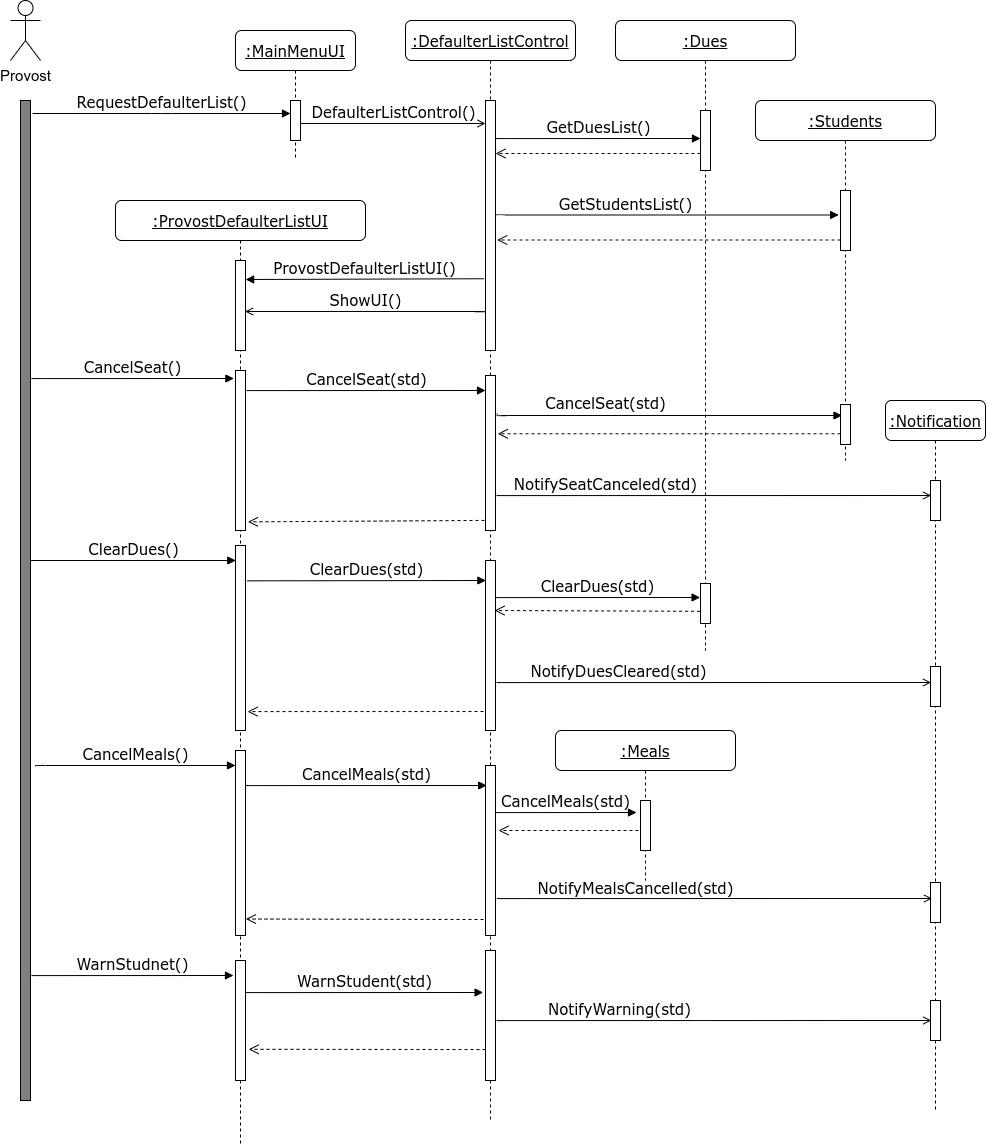 Provost
:MainMenuUI
:DefaulterListControl
:Dues
RequestDefaulterList()
DefaulterListControl()
GetDuesList()
:Students
GetStudentsList()
:ProvostDefaulterListUI
ProvostDefaulterListUI()
ShowUI()
CancelSeat()
CancelSeat(std)
CancelSeat(std)
:Notification
NotifySeatCanceled(std)
ClearDues()
ClearDues(std)
ClearDues(std)
NotifyDuesCleared(std)
:Meals
CancelMeals()
CancelMeals(std)
CancelMeals(std)
NotifyMealsCancelled(std)
WarnStudnet()
WarnStudent(std)
NotifyWarning(std)